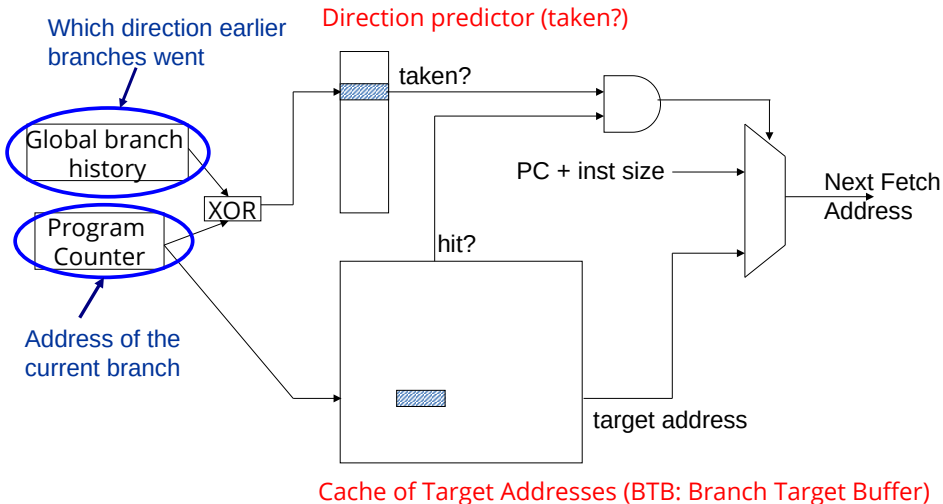 Direction predictor (taken?)
Which direction earlier
branches went
taken?
Global branch
history
XOR
PC + inst size
Next Fetch
Address
Program
Counter
hit?
Address of the
current branch
target address
Cache of Target Addresses (BTB: Branch Target Buffer)